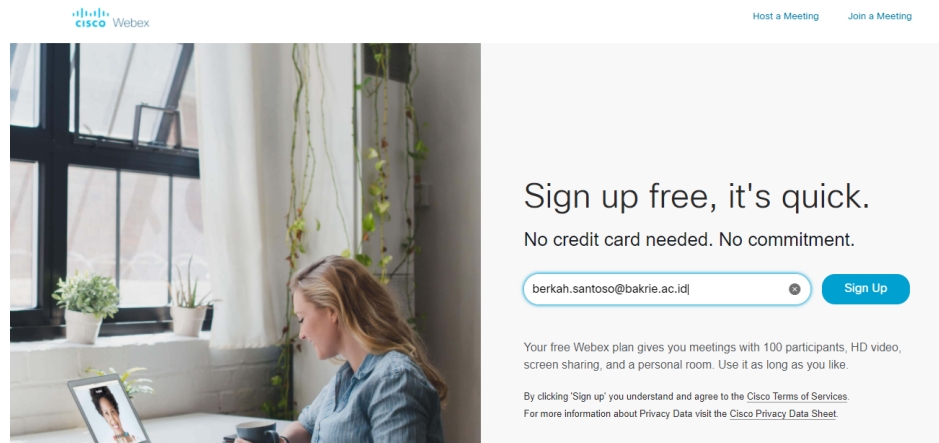 CISCO Webex
Host a Meeting Join a Meeting
Sign up free, it's quick.
No credit card needed. No commitment.
berkah.santoso@bakrie.ac.id
Sign Up
Your free Webex plan gives you meetings with 100 participants, HD video,
screen sharing, and a personal room. Use it as long as you like.
By clicking 'Sign up' you understand and agree to the Cisco Terms of Services.
For more information about Privacy Data visit the Cisco Privacy Data Sheet.